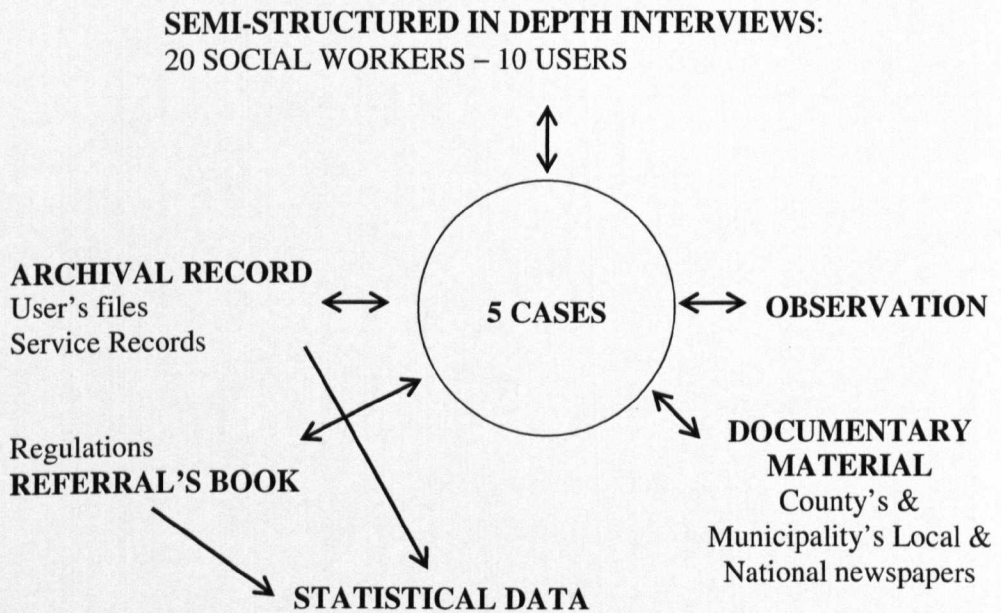 SEMI-STRUCTURED IN DEPTH INTERVIEWS:
20 SOCIAL WORKERS – 10 USERS
ARCHIVAL RECORD
User's files
Service Records
5 CASES
OBSERVATION
Regulations
REFERRAL'S BOOK
DOCUMENTARY
MATERIAL
County's &
Municipality's Local &
National newspapers
STATISTICAL DATA